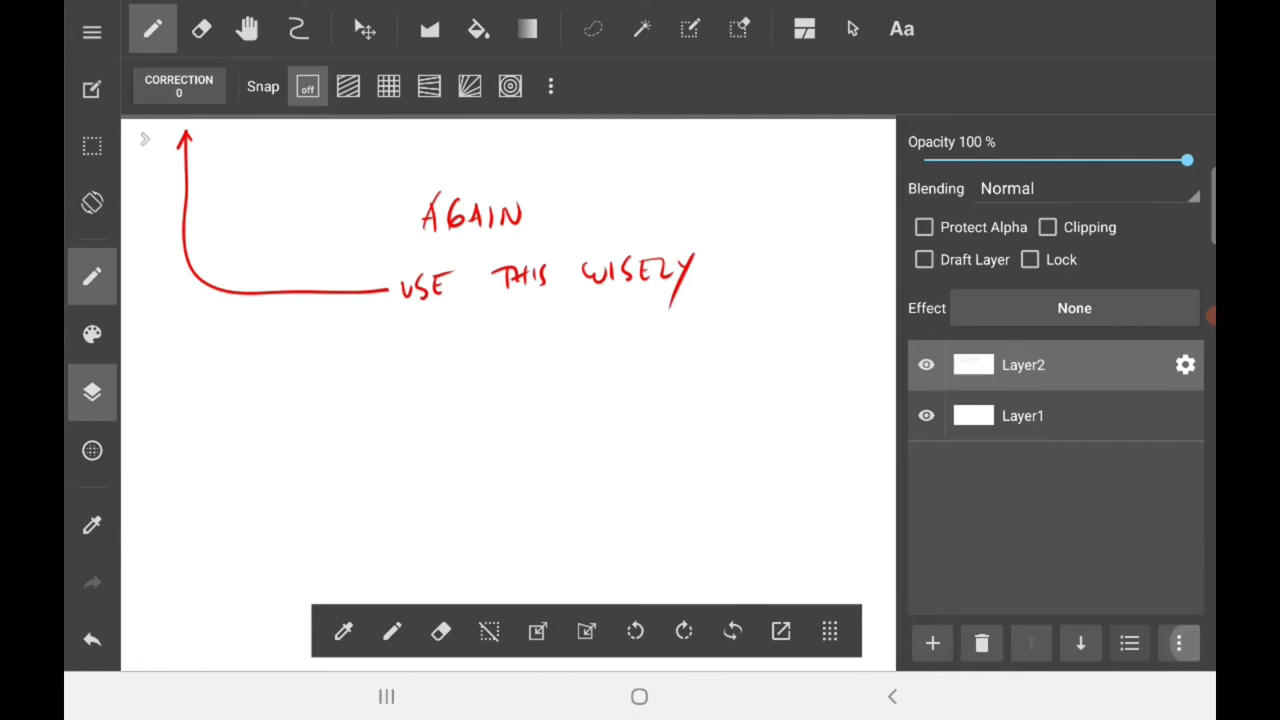 Aa
CORRECTION
0
Snap
off
Opacity 100 %
Blending Normal
Protect Alpha Clipping
Draft Layer Lock
Effect None
Layer2
Layer1
AGAIN
USE THIS WISELY